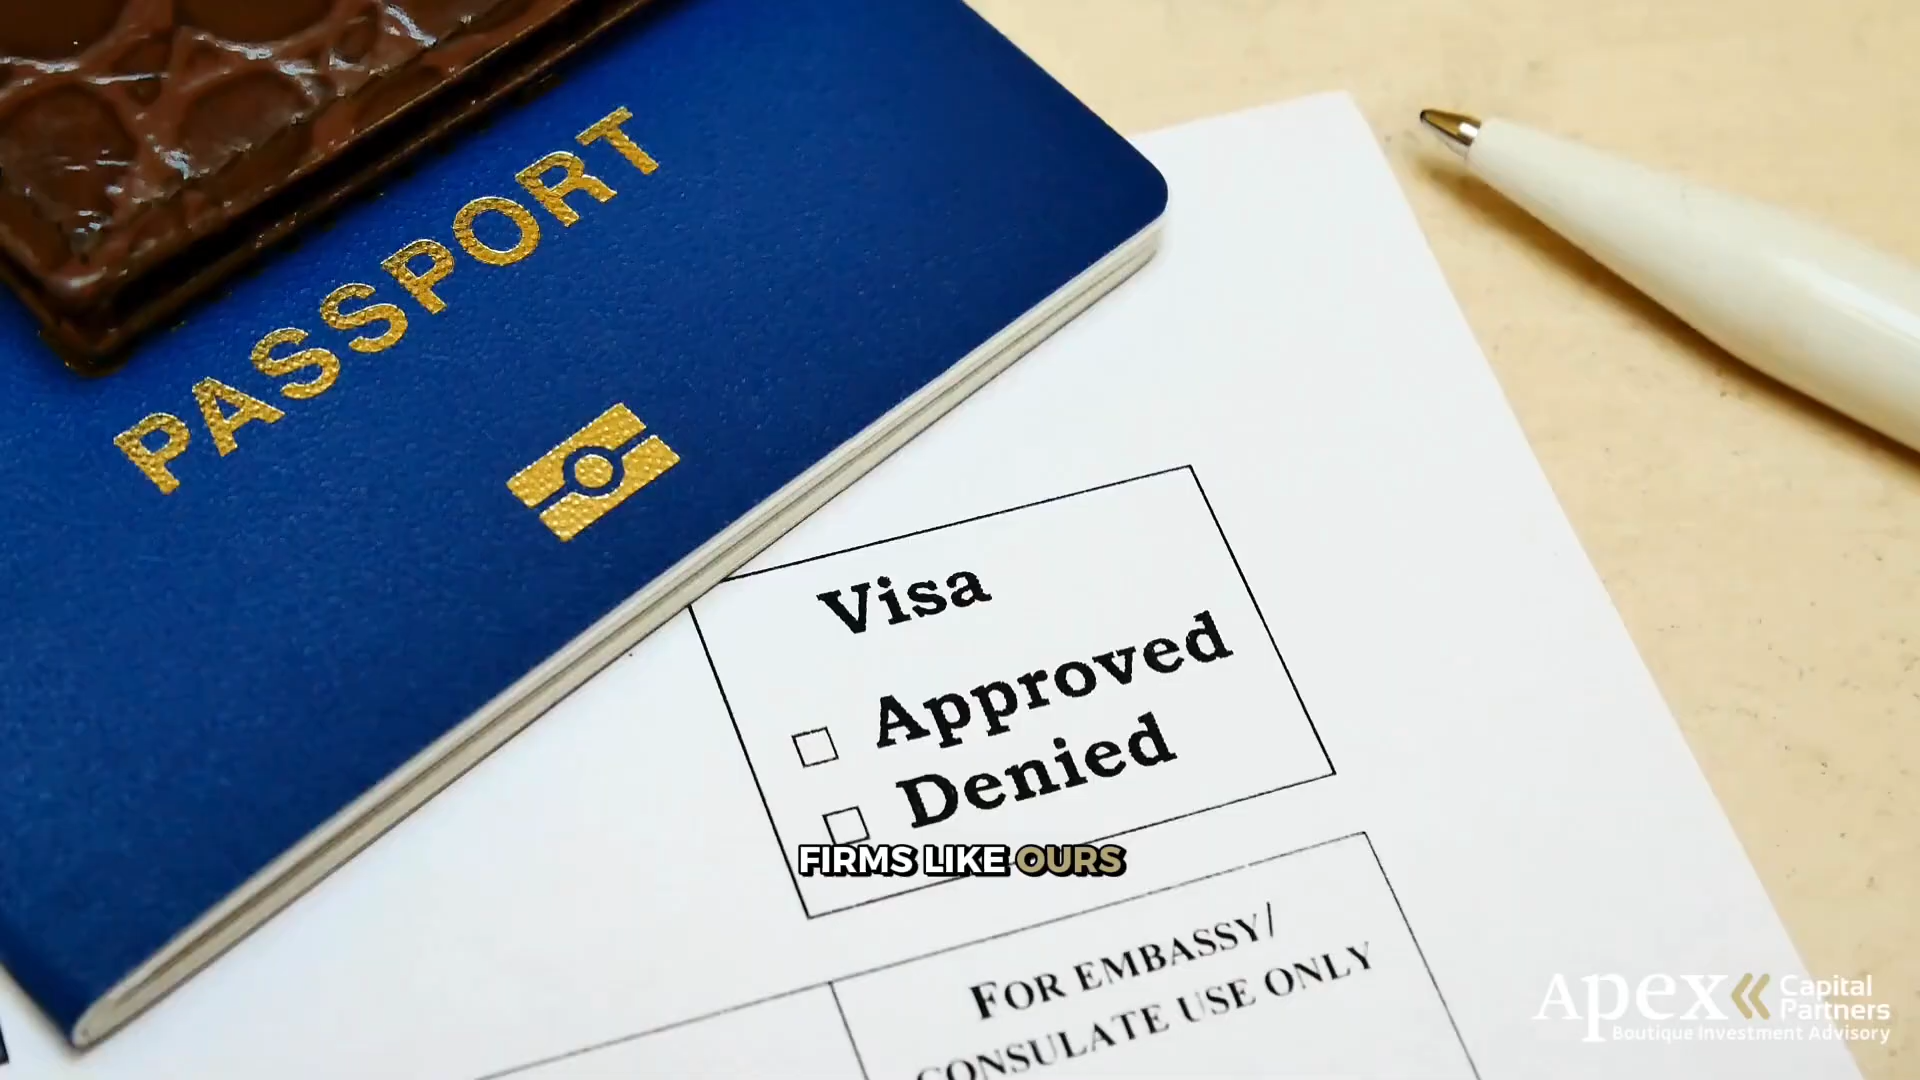 PASSPORT
Visa
Approved
Denied
FIRMS LIKE OURS
FOR EMBASSY/
CONSULATE USE ONLY
Apex
Capital
Partners
Boutique Investment Advisory